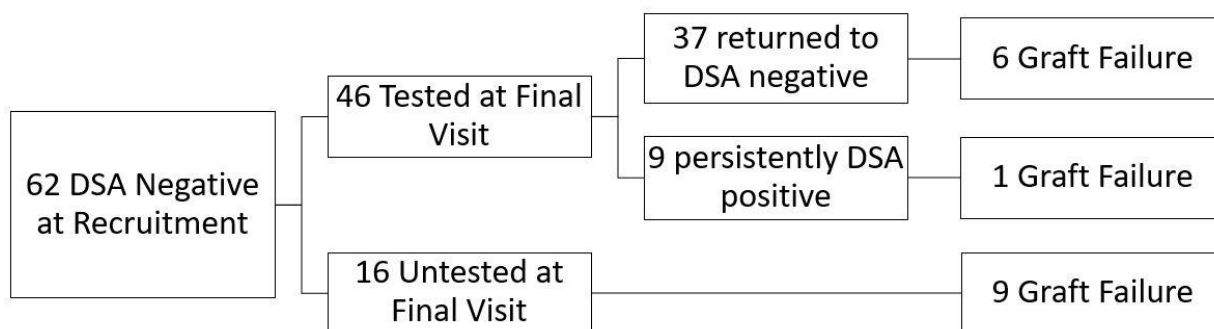 62 DSA Negative
at Recruitment
46 Tested at Final
Visit
37 returned to
DSA negative
6 Graft Failure
9 persistently DSA
positive
1 Graft Failure
16 Untested at
Final Visit
9 Graft Failure